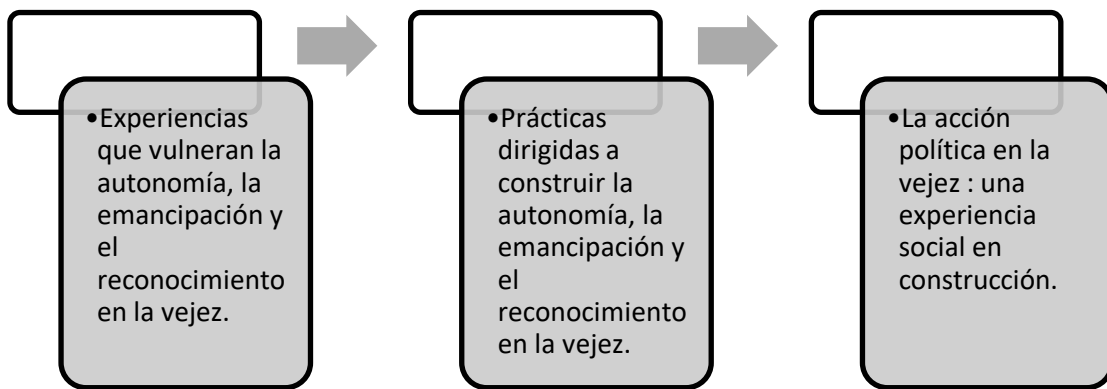 •Experiencias
que vulneran la
autonomía, la
emancipación y
el
reconocimiento
en la vejez.
•Prácticas
dirigidas a
construir la
autonomía, la
emancipación y
el
reconocimiento
en la vejez.
•La acción
política en la
vejez : una
experiencia
social en
construcción.